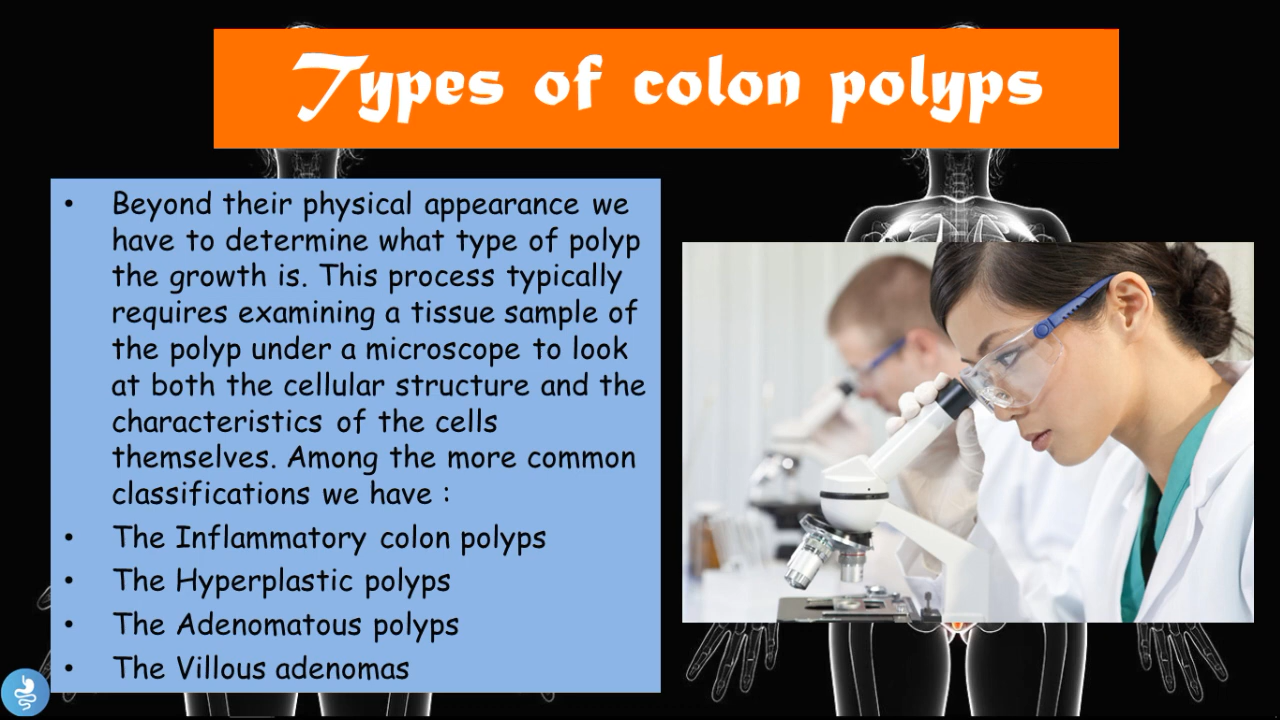 Types of colon polyps
• Beyond their physical appearance we
have to determine what type of polyp
the growth is. This process typically
requires examining a tissue sample of
the polyp under a microscope to look
at both the cellular structure and the
characteristics of the cells
themselves. Among the more common
classifications we have :
• The Inflammatory colon polyps
• The Hyperplastic polyps
• The Adenomatous polyps
• The Villous adenomas